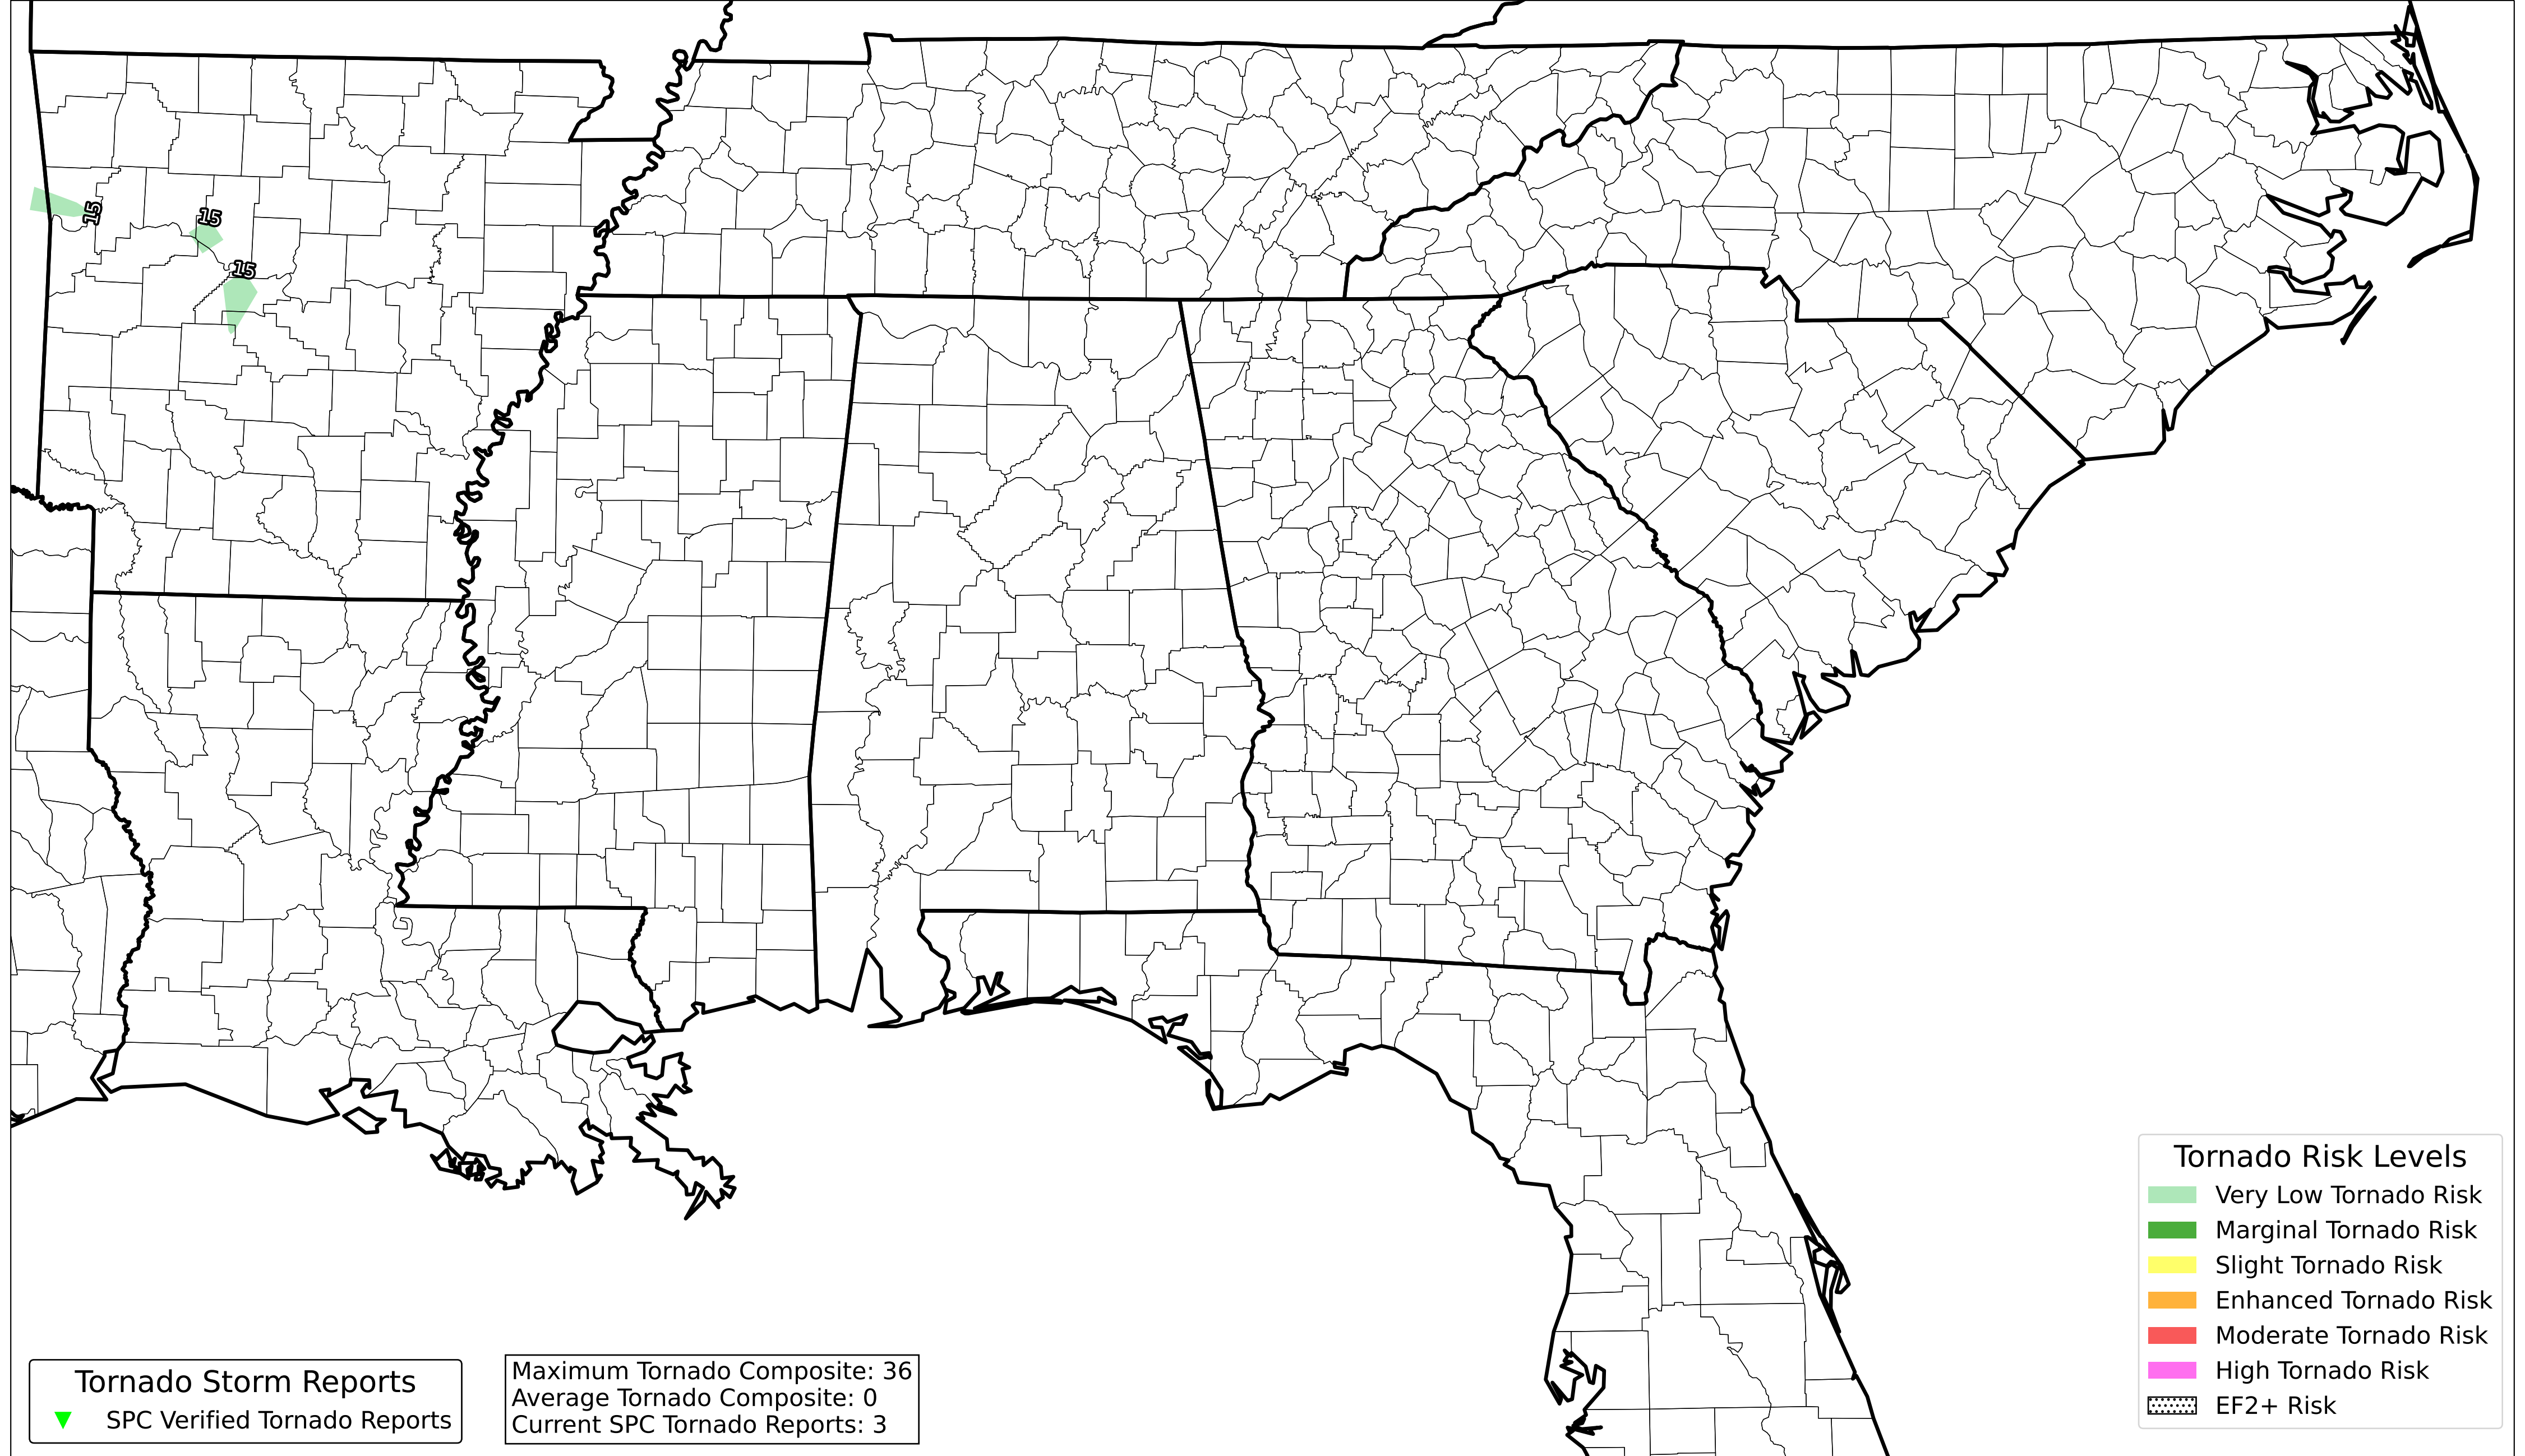 15
15
15
Tornado Risk Levels
Very Low Tornado Risk
Marginal Tornado Risk
Slight Tornado Risk
Enhanced Tornado Risk
Moderate Tornado Risk
High Tornado Risk
EF2+ Risk
Tornado Storm Reports
SPC Verified Tornado Reports
Maximum Tornado Composite: 36
Average Tornado Composite: 0
Current SPC Tornado Reports: 3